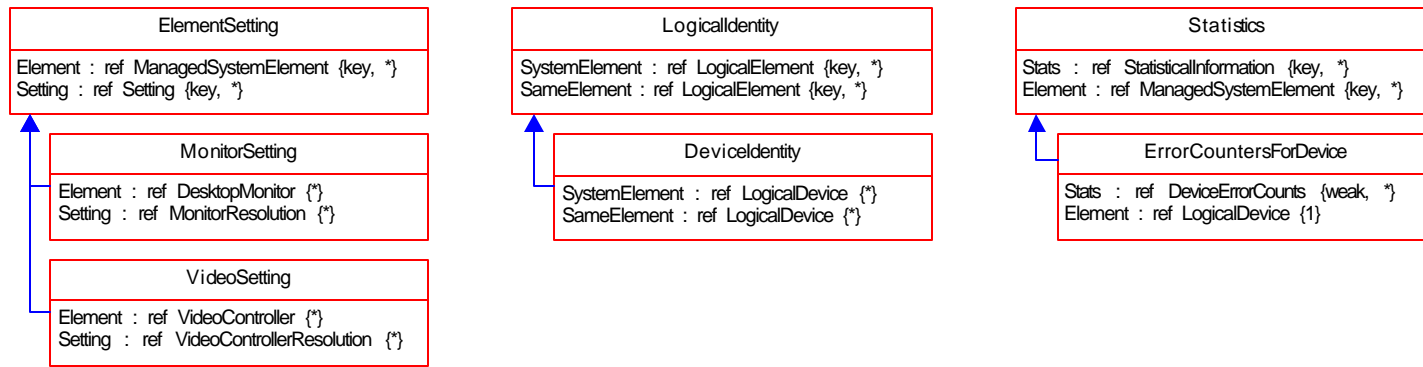 ElementSetting
Element : ref ManagedSystemElement {key, *}
Setting : ref Setting {key, *}
MonitorSetting
Element : ref DesktopMonitor {*}
Setting : ref MonitorResolution {*}
VideoSetting
Element : ref VideoController {*}
Setting : ref VideoControllerResolution {*}
LogicalIdentity
SystemElement : ref LogicalElement {key, *}
SameElement : ref LogicalElement {key, *}
DeviceIdentity
SystemElement : ref LogicalDevice {*}
SameElement : ref LogicalDevice {*}
Statistics
Stats : ref StatisticalInformation {key, *}
Element : ref ManagedSystemElement {key, *}
ErrorCountersForDevice
Stats : ref DeviceErrorCounts {weak, *}
Element : ref LogicalDevice {1}